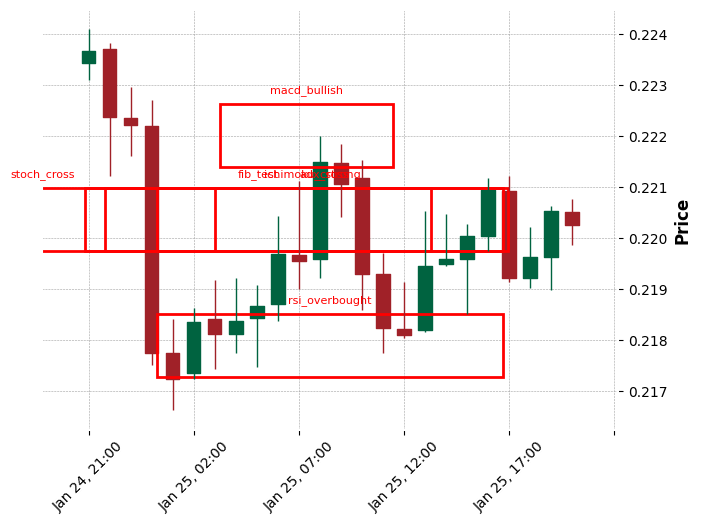 macd_bullish
stoch_cross
fib_test
rsi_overbought
0.224
0.223
0.222
0.221
0.220
0.219
0.218
0.217
Price
Jan 24, 21:00
Jan 25, 02:00
Jan 25, 07:00
Jan 25, 12:00
Jan 25, 17:00